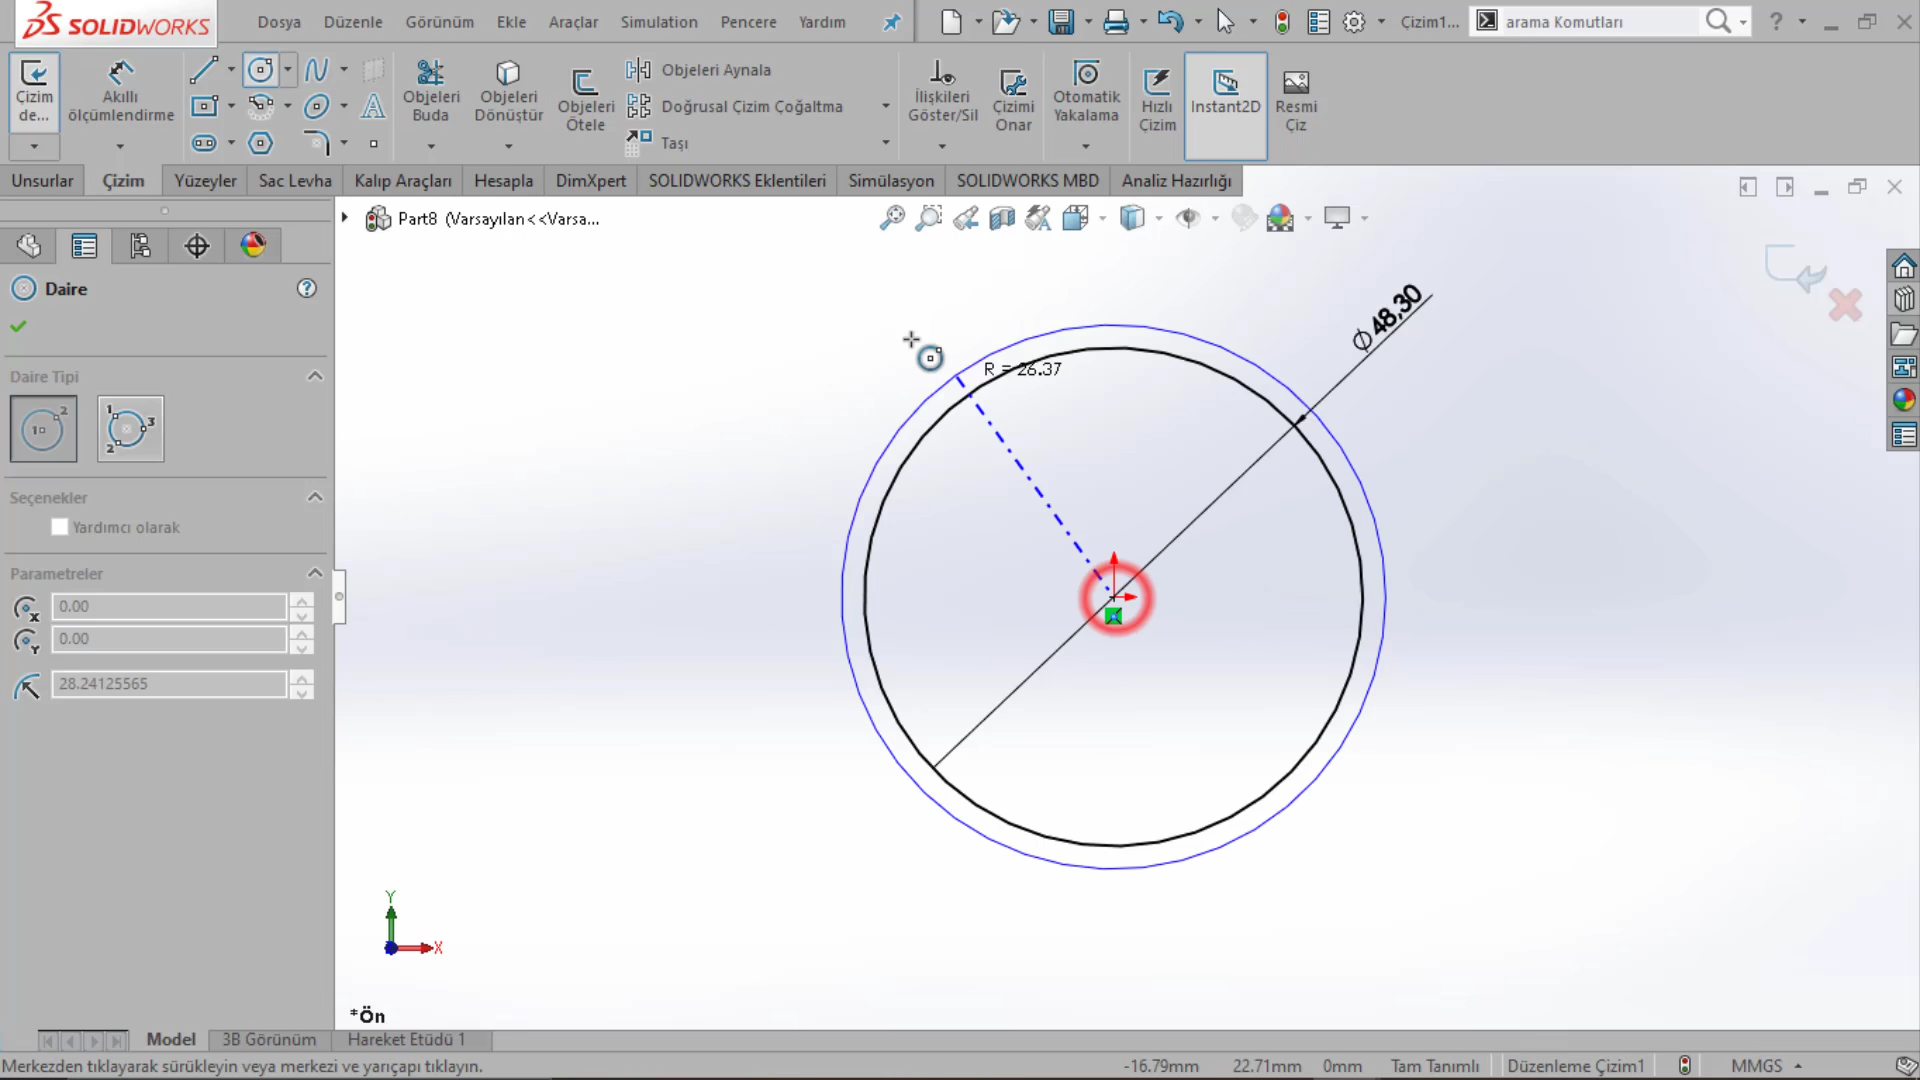 SOLIDWORKS
Dosya Düzenle Görünüm Ekle Araçlar Simulation Pencere Yardım Çizim1... arama Komutları
Çizim de...
Akıllı ölçümlendirme
Objeleri Buda
Objeleri Dönüştür
Objeleri Ötele
Objeleri Aynala
Doğrusal Çizim Çoğaltma
Taşı
İlişkileri Göster/Sil
Çizimi Onar
Otomatik Yakalama
Hızlı Çizim
Instant2D
Resmi Çiz
Unsurlar Çizim Yüzeyler Sac Levha Kalıp Araçları Hesapla DimXpert SOLIDWORKS Eklentileri Simülasyon SOLIDWORKS MBD Analiz Hazırlığı
Part8 (Varsayılan<<Varsa...
Daire
Daire Tipi
Seçenekler
Yardımcı olarak
Parametreler
0.00
0.00
28.24125565
R = 26.37
∅48,30
Y
X
*Ön
Model 3B Görünüm Hareket Etüdü 1
Merkezden tıklayarak sürükleyin veya merkezi ve yarıçapı tıklayın. -16.79mm 22.71mm 0mm Tam Tanımlı Düzenleme Çizim1 MMGS